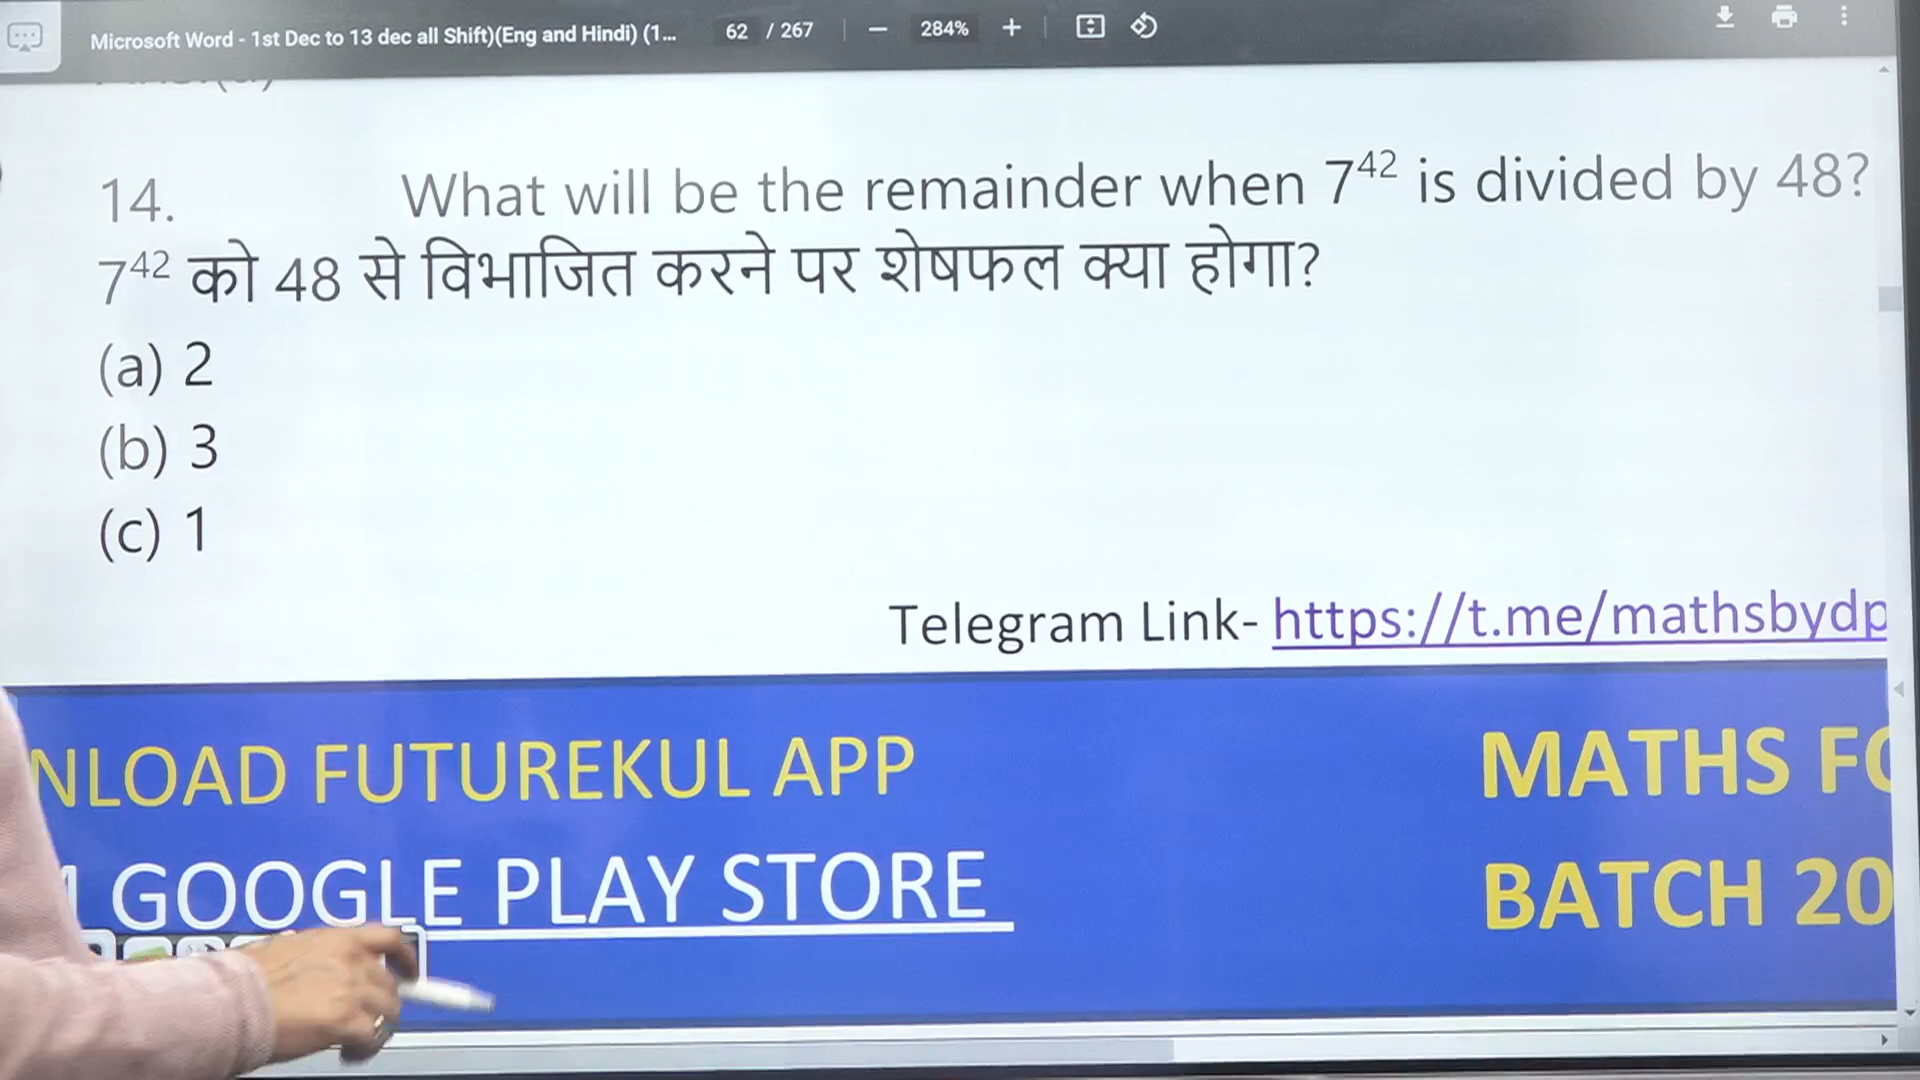 Microsoft Word - 1st Dec to 13 dec all Shift)(Eng and Hindi) (1... 62 / 267 284%
14. What will be the remainder when 7⁴² is divided by 48?
7⁴² को 48 से विभाजित करने पर शेषफल क्या होगा?
(a) 2
(b) 3
(c) 1
Telegram Link- https://t.me/mathsbydp
NLOAD FUTUREKUL APP
MATHS FO
GOOGLE PLAY STORE
BATCH 20